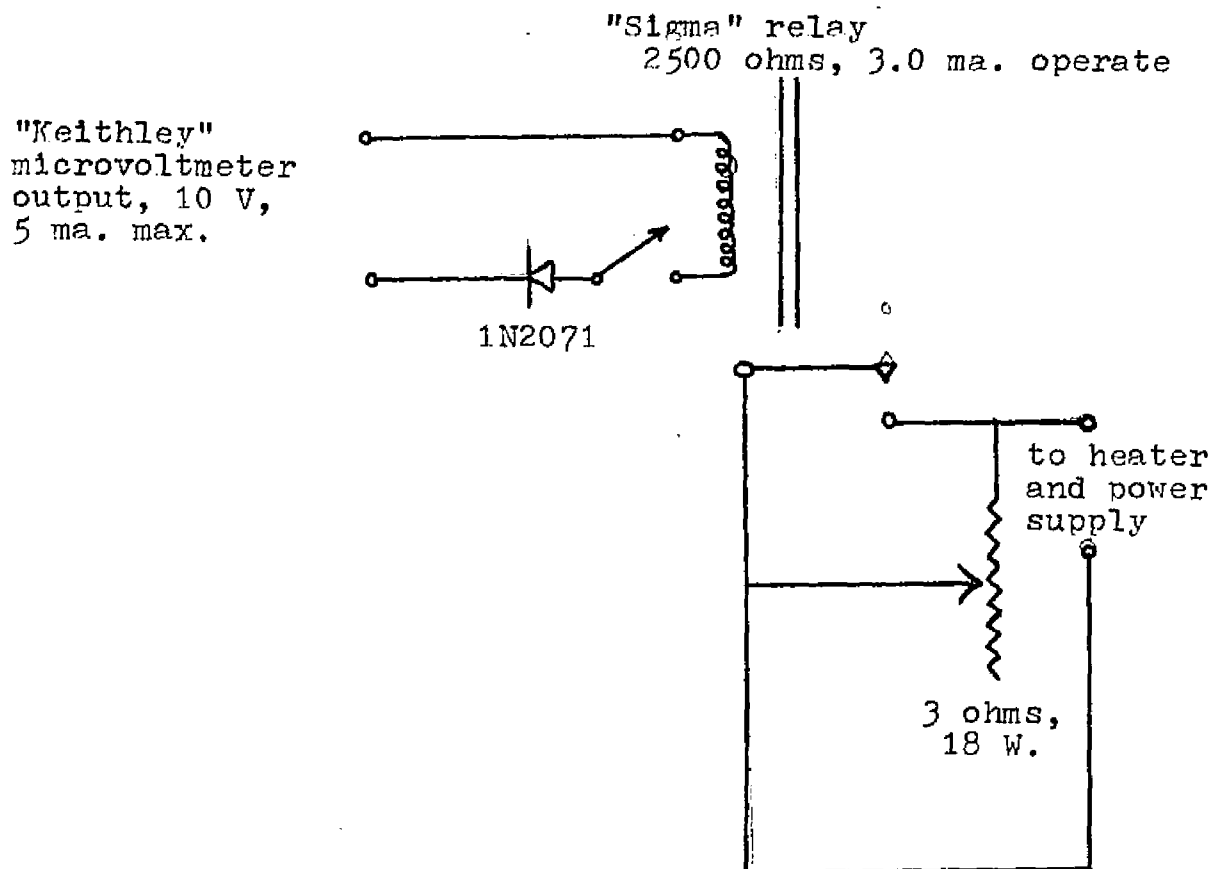 "Sigma" relay
2500 ohms, 3.0 ma. operate
"Keithley"
microvoltmeter
output, 10 V,
5 ma. max.
1N2071
to heater
and power
supply
3 ohms,
18 W.